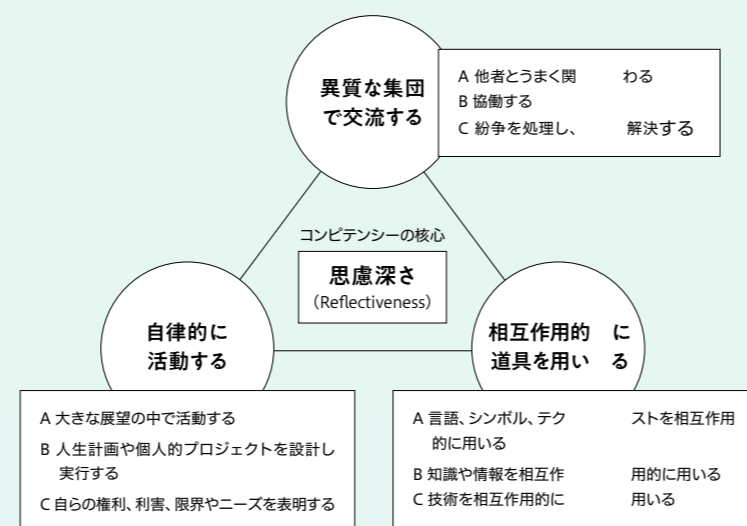 異質な集団
で交流する
A 他者とうまく関　　わる
B 協働する
C 紛争を処理し、　　解決する
コンピテンシーの核心
思慮深さ
（Reflectiveness）
自律的に
活動する
A 大きな展望の中で活動する
B 人生計画や個人的プロジェクトを設計し
実行する
C 自らの権利、利害、限界やニーズを表明する
相互作用的　に
道具を用い　る
A 言語、シンボル、テク　　ストを相互作用
的に用いる
B 知識や情報を相互作　　用的に用いる
C 技術を相互作用的に　　用いる